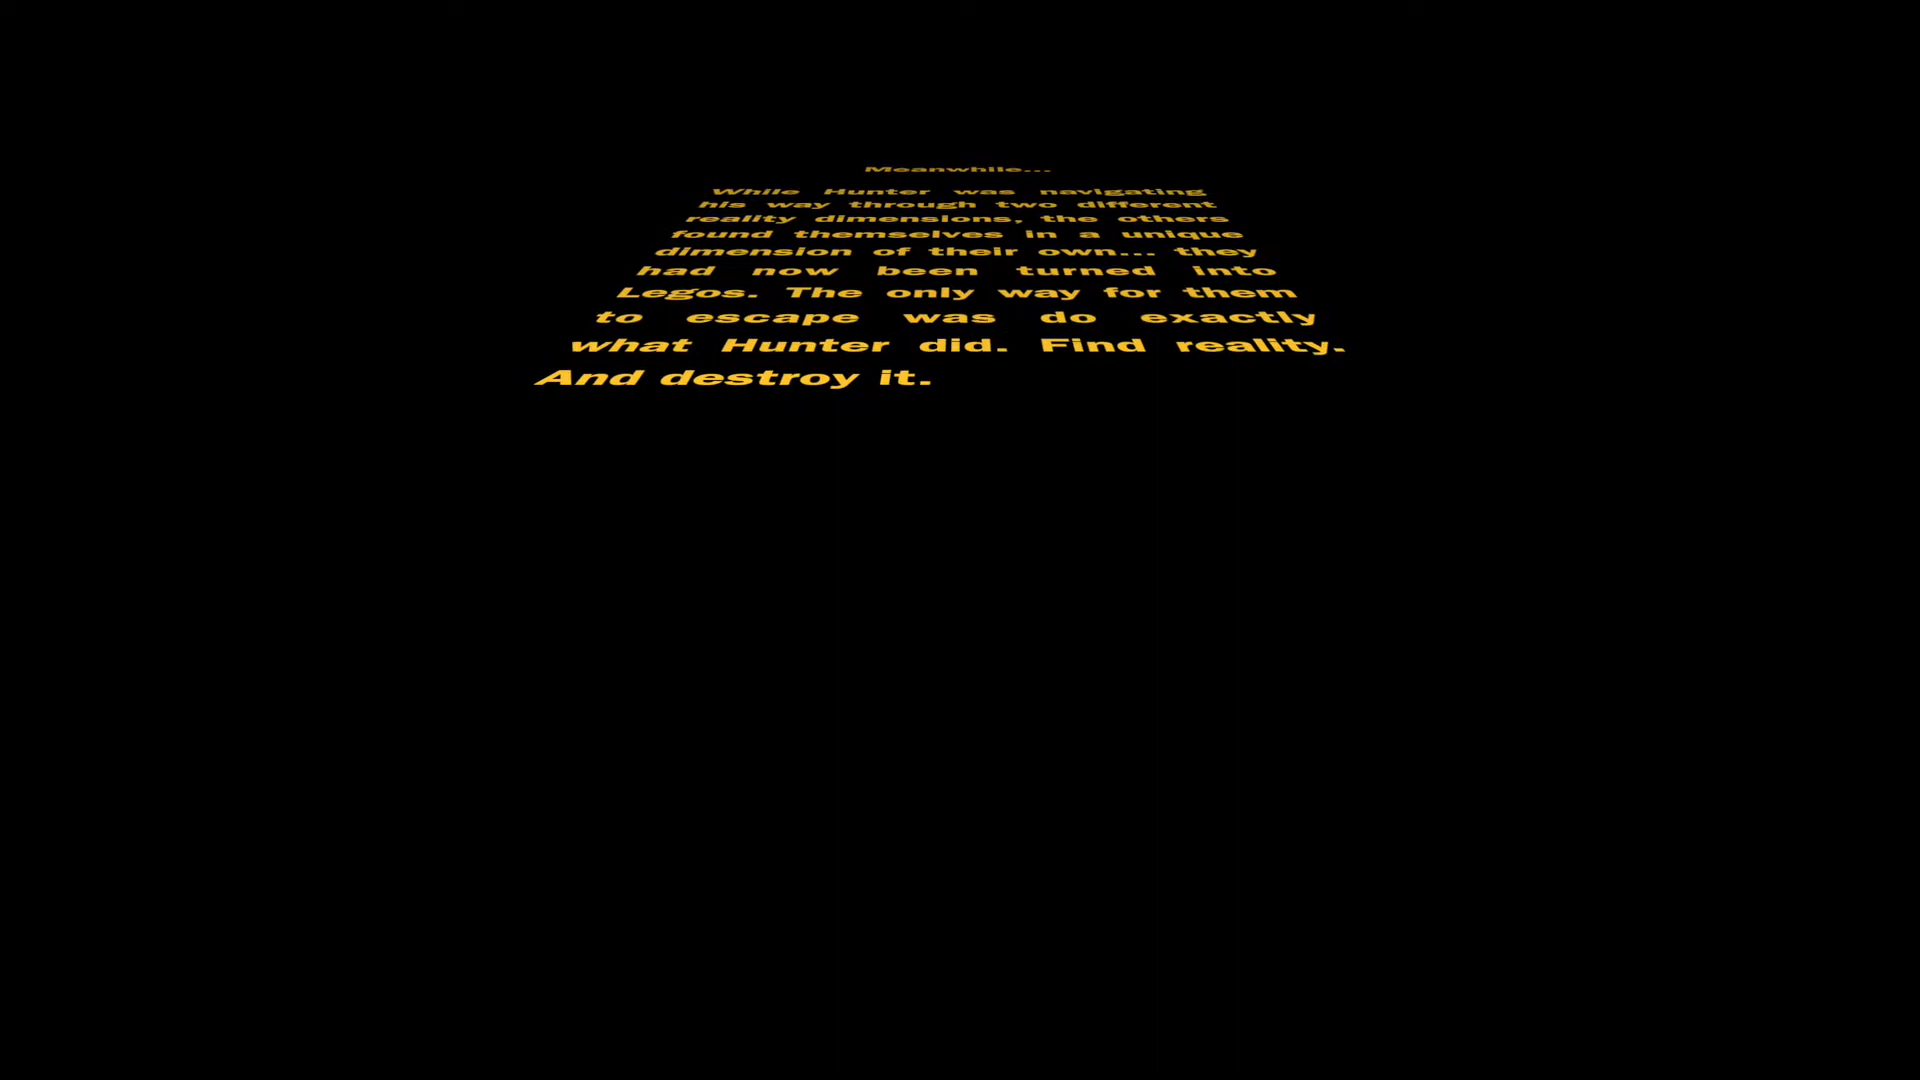 Meanwhile...
While Hunter was navigating
his way through two different
reality dimensions, the others
found themselves in a unique
dimension of their own... they
had now been turned into
Legos. The only way for them
to escape was do exactly
what Hunter did. Find reality.
And destroy it.